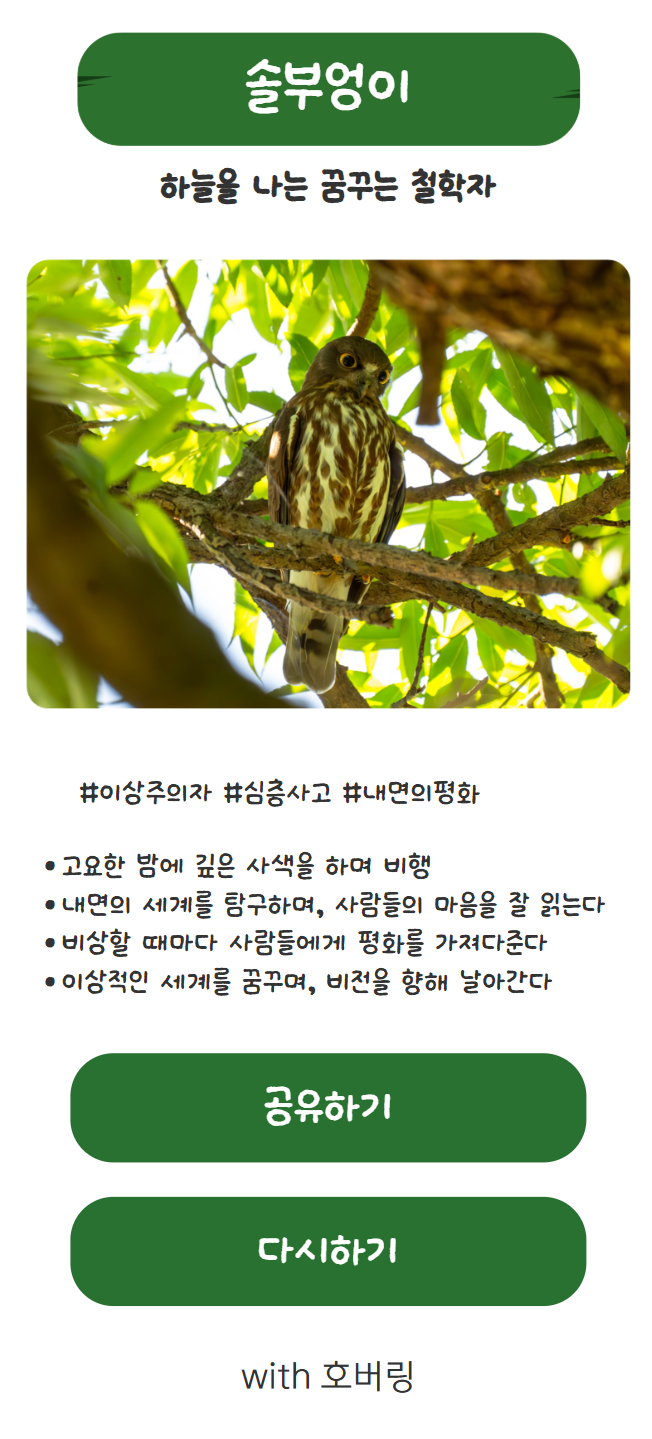 솔부엉이
하늘을 나는 꿈꾸는 철학자
#이상주의자 #심층사고 #내면의평화
• 고요한 밤에 깊은 사색을 하며 비행
• 내면의 세계를 탐구하며, 사람들의 마음을 잘 읽는다
• 비상할 때마다 사람들에게 평화를 가져다준다
• 이상적인 세계를 꿈꾸며, 비전을 향해 날아간다
공유하기
다시하기
with 호버링